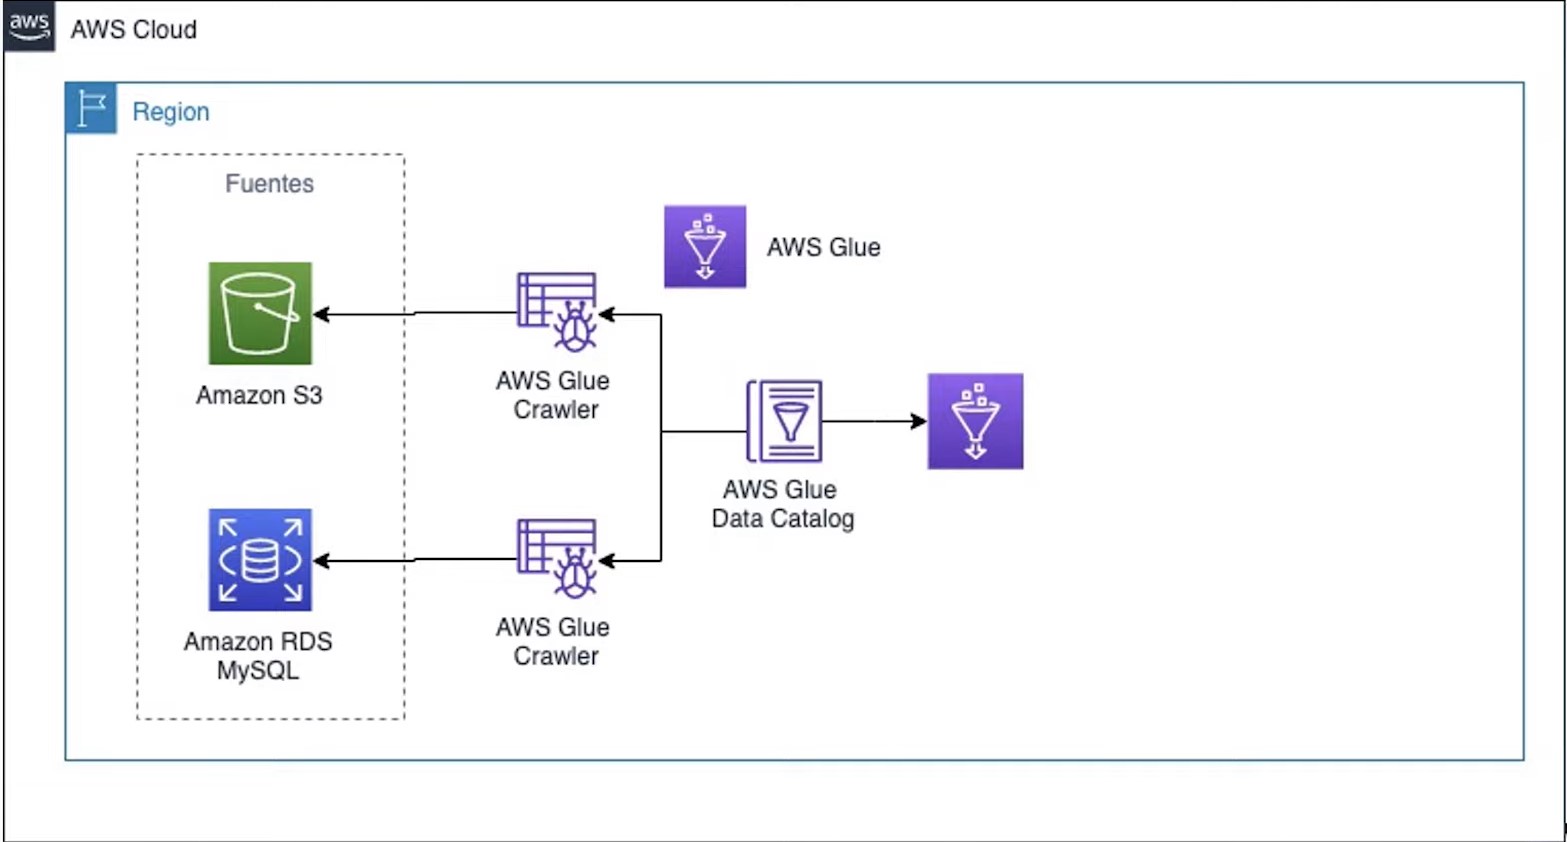 aws
AWS Cloud
Region
Fuentes
AWS Glue
Amazon S3
AWS Glue
Crawler
AWS Glue
Data Catalog
Amazon RDS
MySQL
AWS Glue
Crawler